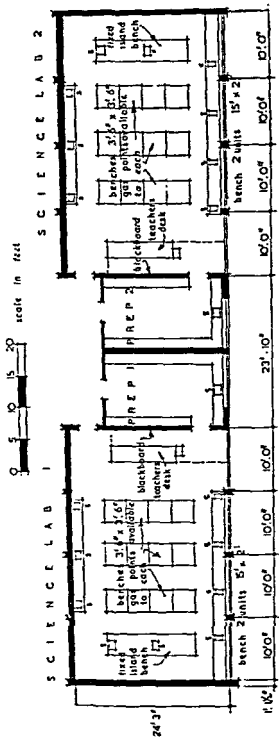 scale in feet
0 5 10 15 20
SCIENCE LAB 1
SCIENCE LAB 2
fixed
island
bench
benches 3'.6" x 3'.6"
gas points available
to each
blackboard
teachers
desk
PREP 1
PREP 2
blackboard
teachers
desk
benches 3'.6" x 3'.6"
gas points available
to each
fixed
island
bench
bench 2 units 15' x 2'
bench 2 units 15' x 2
24'3"
10'.0" 10'.0" 10'.0" 10'.0" 23'.10" 10'.0" 10'.0" 10'.0" 10'.0"